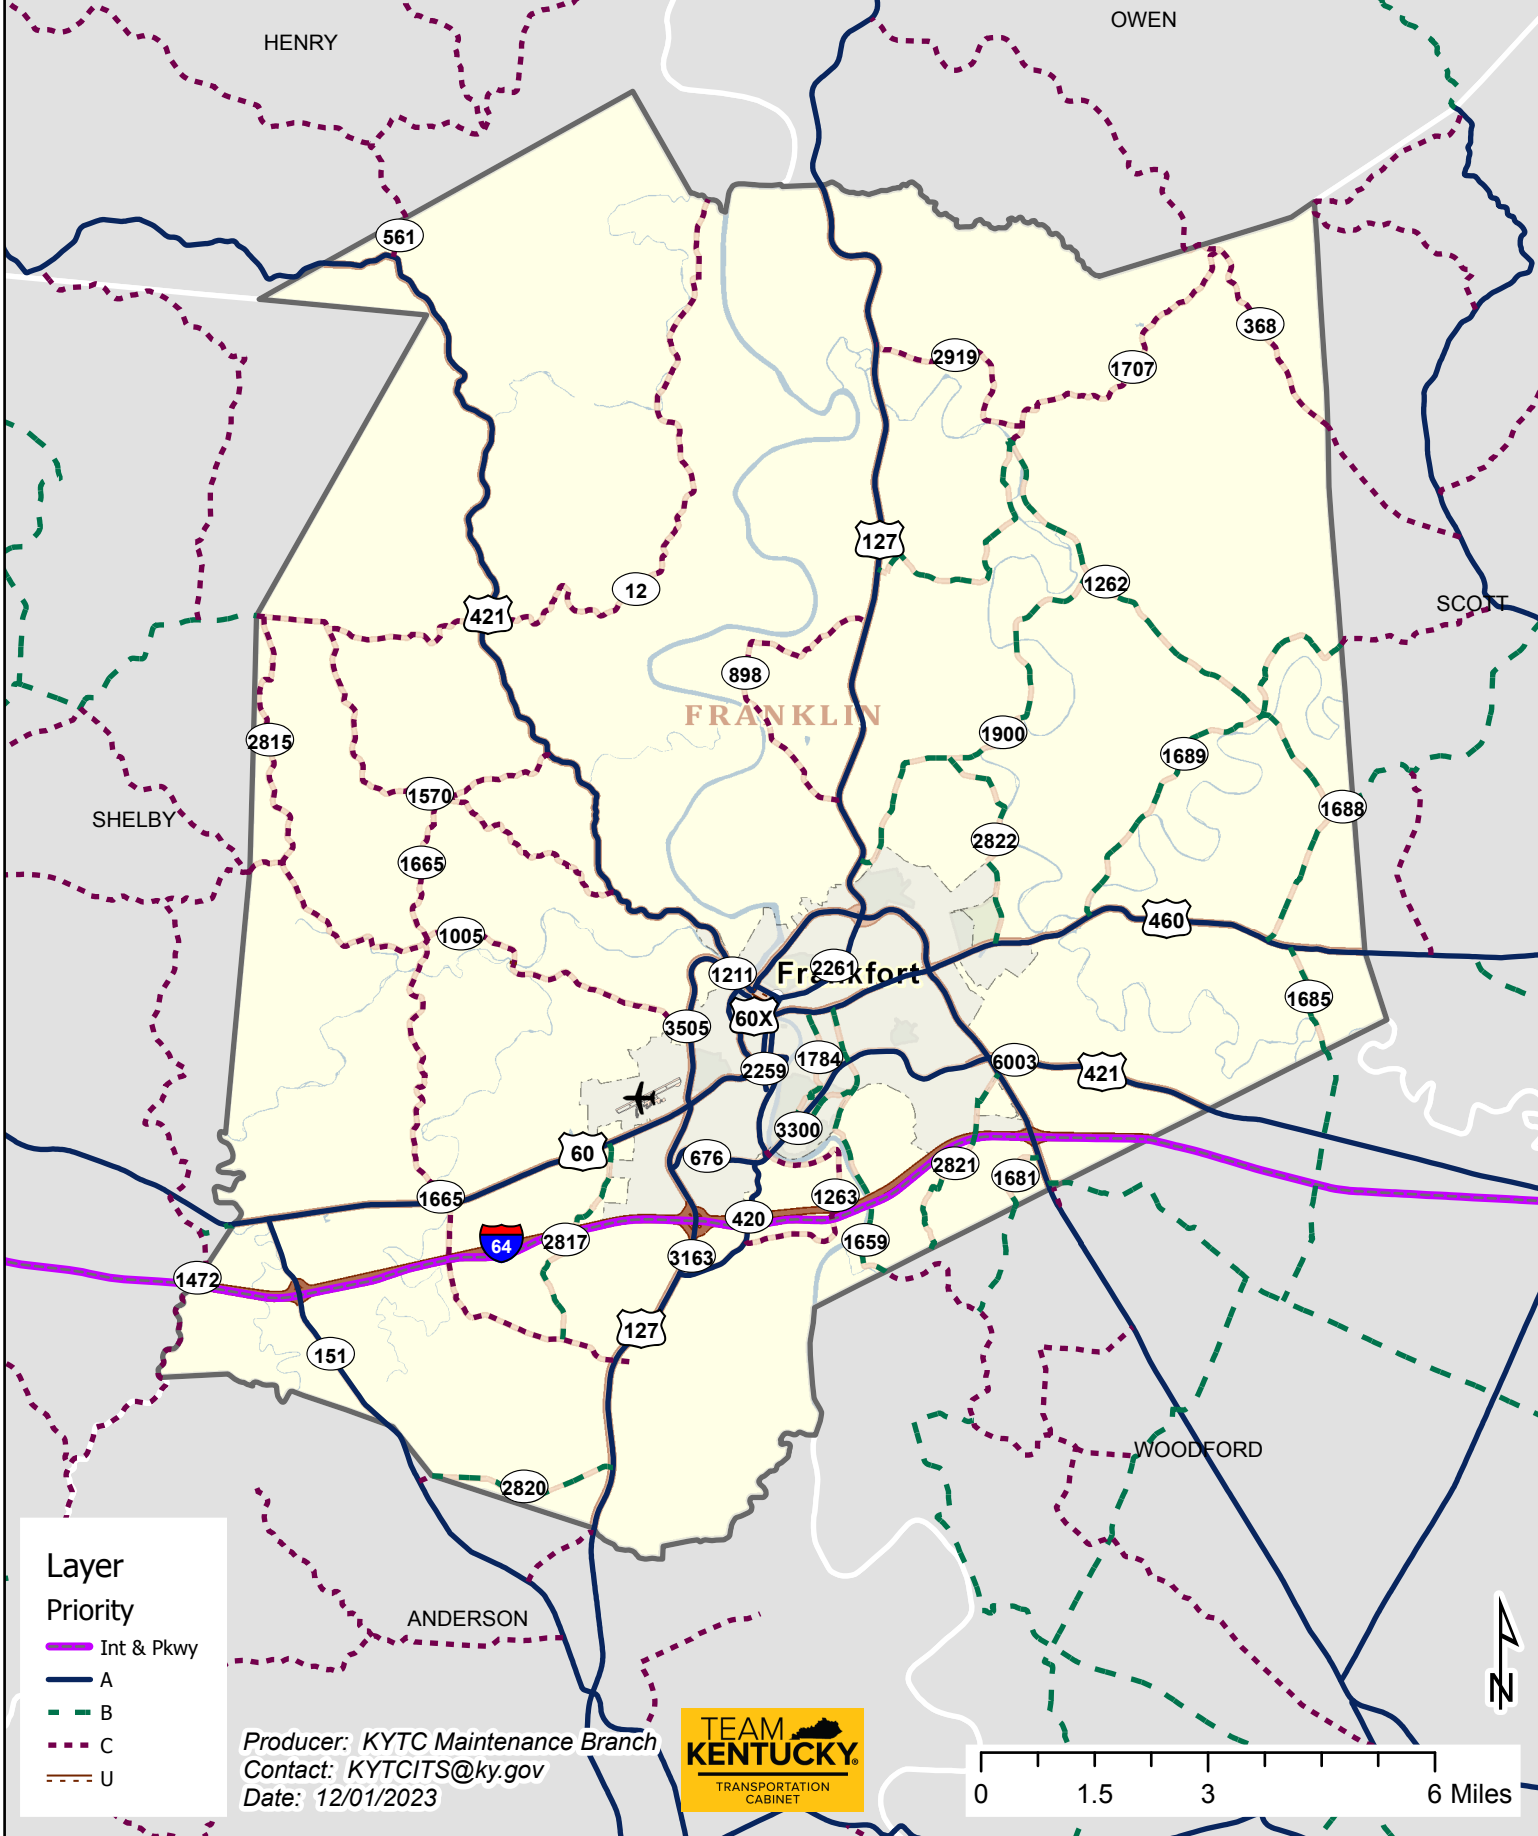 HENRY
OWEN
561
368
2919
1707
127
1262
12
421
SCOTT
898
FRANKLIN
1900
2815
1689
1570
1688
SHELBY
2822
1665
460
1005
1211
2261
Frankfort
1685
60X
3505
1784
6003
2259
421
3300
60
676
2821
1681
1665
1263
420
64
2817
1659
3163
1472
127
151
WOODFORD
2820
Layer
Priority
Int & Pkwy
A
B
C
U
ANDERSON
Producer: KYTC Maintenance Branch
Contact: KYTCITS@ky.gov
Date: 12/01/2023
TEAM
KENTUCKY®
TRANSPORTATION
CABINET
N
0 1.5 3 6 Miles